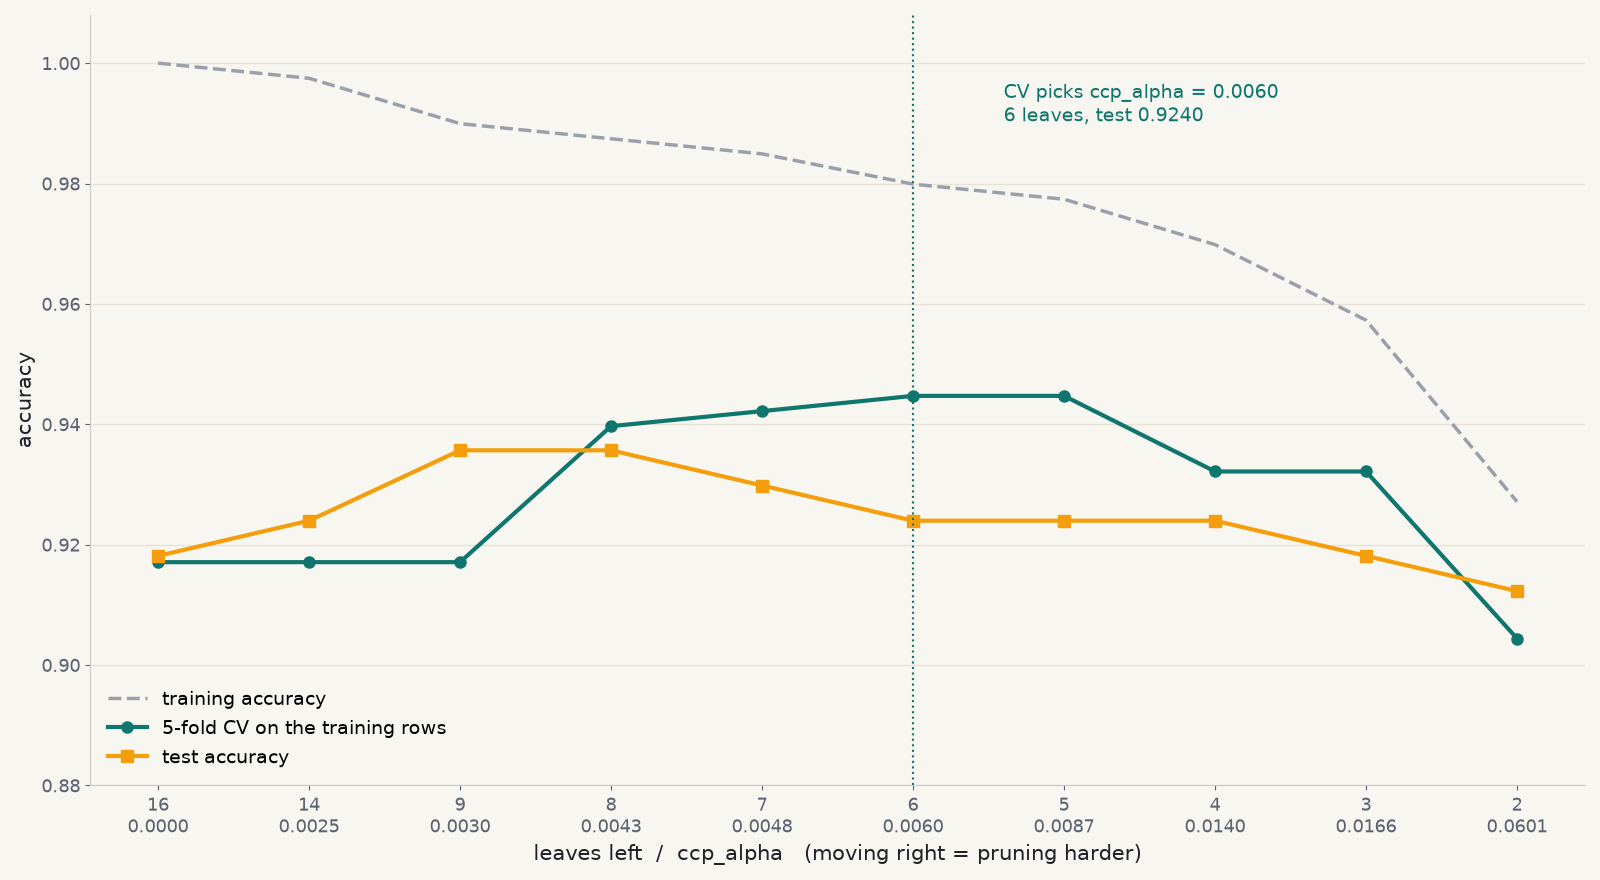 CV picks ccp_alpha = 0.0060
6 leaves, test 0.9240
accuracy
1.00
0.98
0.96
0.94
0.92
0.90
0.88
training accuracy
5-fold CV on the training rows
test accuracy
16 14 9 8 7 6 5 4 3 2
0.0000 0.0025 0.0030 0.0043 0.0048 0.0060 0.0087 0.0140 0.0166 0.0601
leaves left / ccp_alpha (moving right = pruning harder)